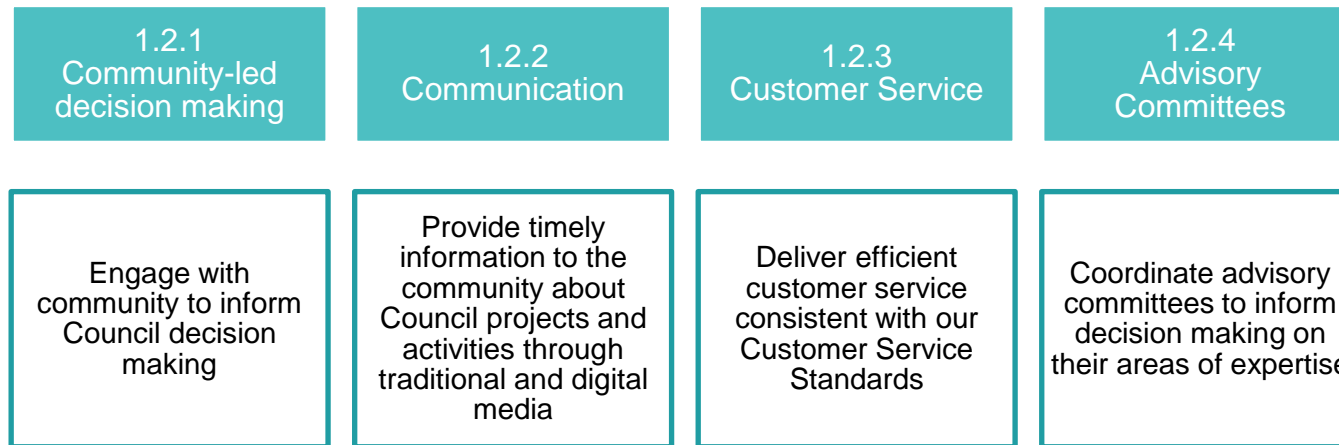 1.2.1
Community-led
decision making
1.2.2
Communication
1.2.3
Customer Service
1.2.4
Advisory
Committees
Engage with
community to inform
Council decision
making
Provide timely
information to the
community about
Council projects and
activities through
traditional and digital
media
Deliver efficient
customer service
consistent with our
Customer Service
Standards
Coordinate advisory
committees to inform
decision making on
their areas of expertise